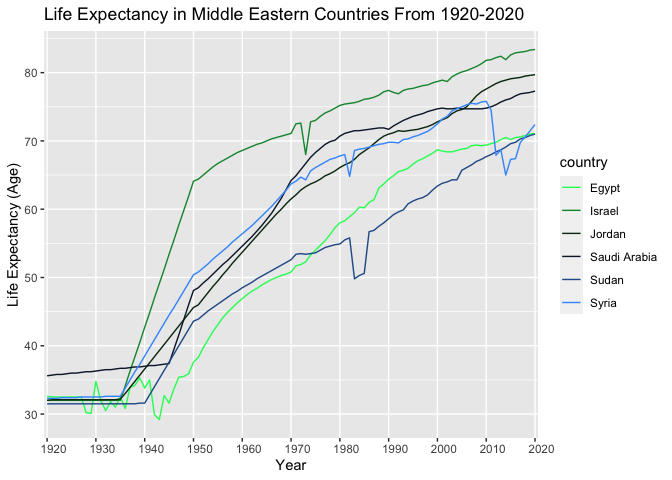 Life Expectancy in Middle Eastern Countries From 1920-2020
Life Expectancy (Age)
80
70
60
50
40
30
1920 1930 1940 1950 1960 1970 1980 1990 2000 2010 2020
Year
country
Egypt
Israel
Jordan
Saudi Arabia
Sudan
Syria